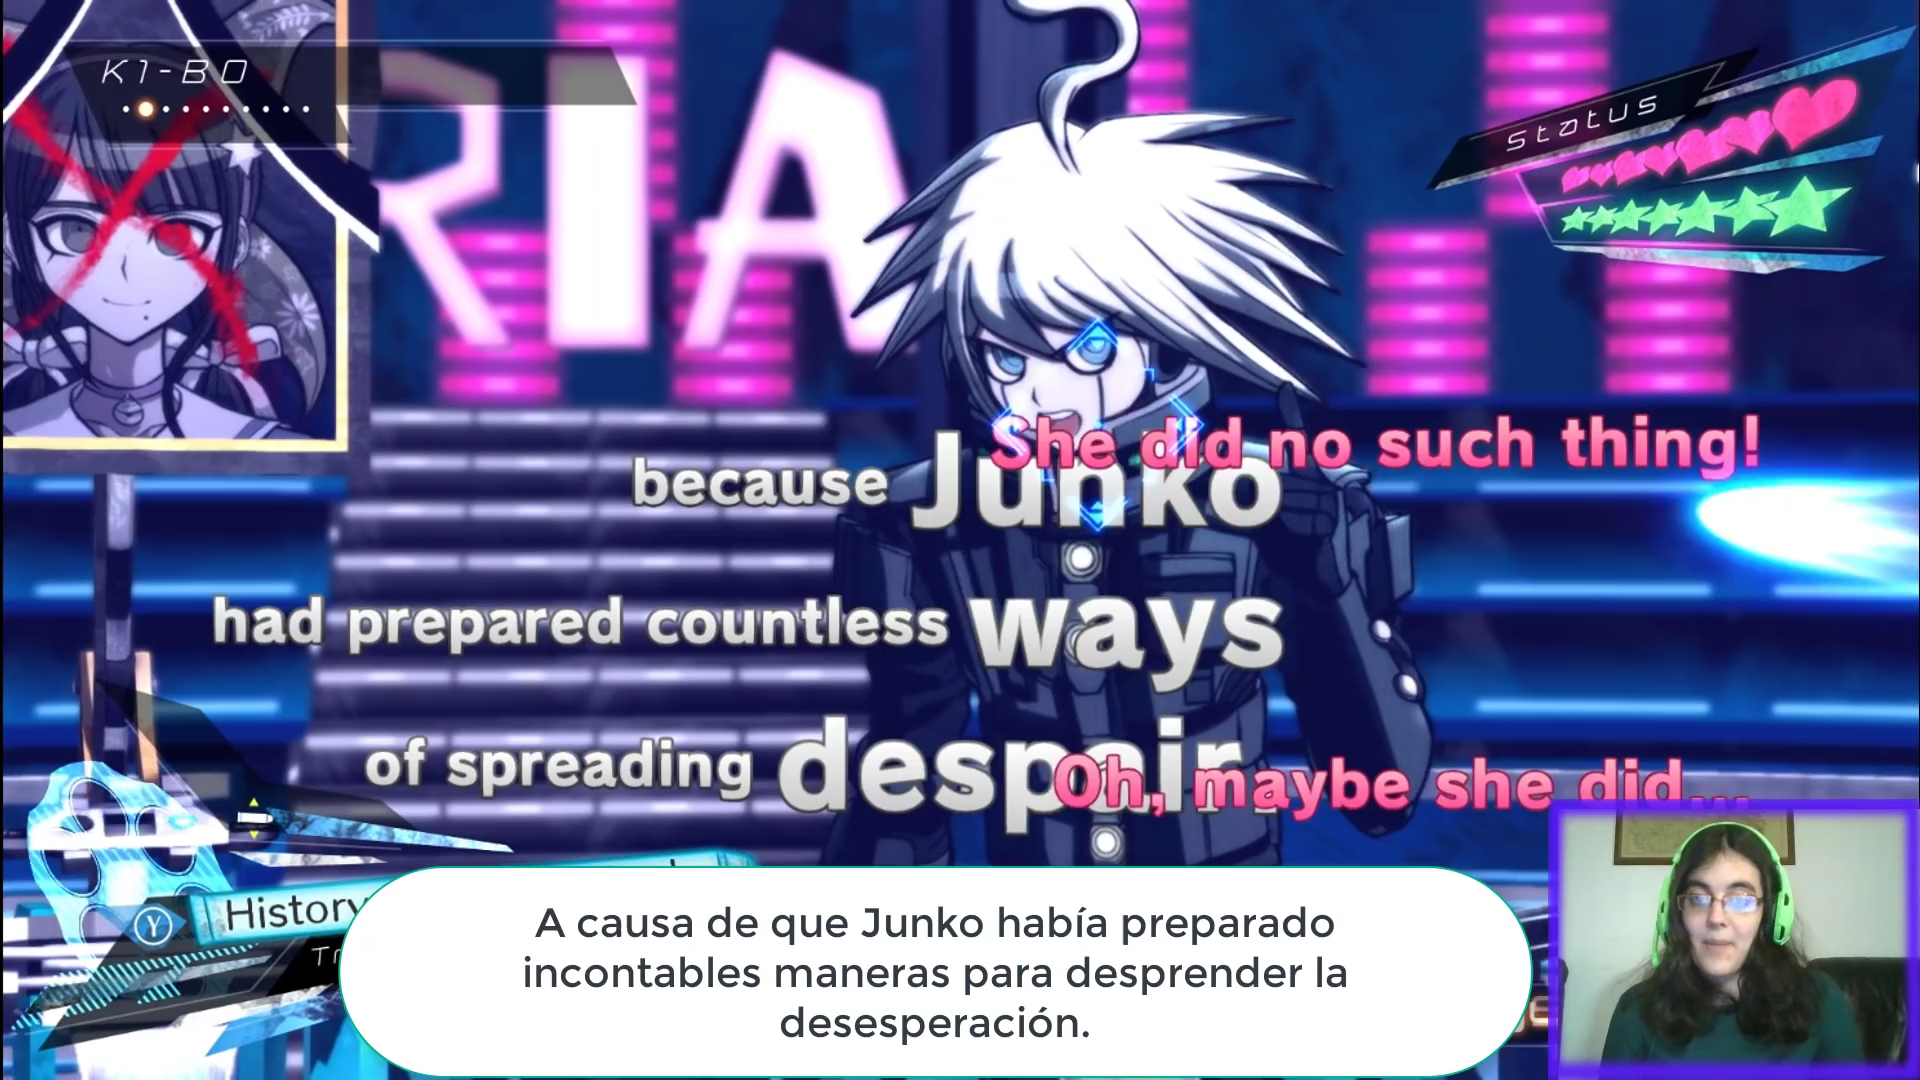 K1-B0
RIA
Status
She did no such thing!
because Junko
had prepared countless ways
of spreading despair
Oh, maybe she did...
Y
History
A causa de que Junko había preparado
incontables maneras para desprender la
desesperación.